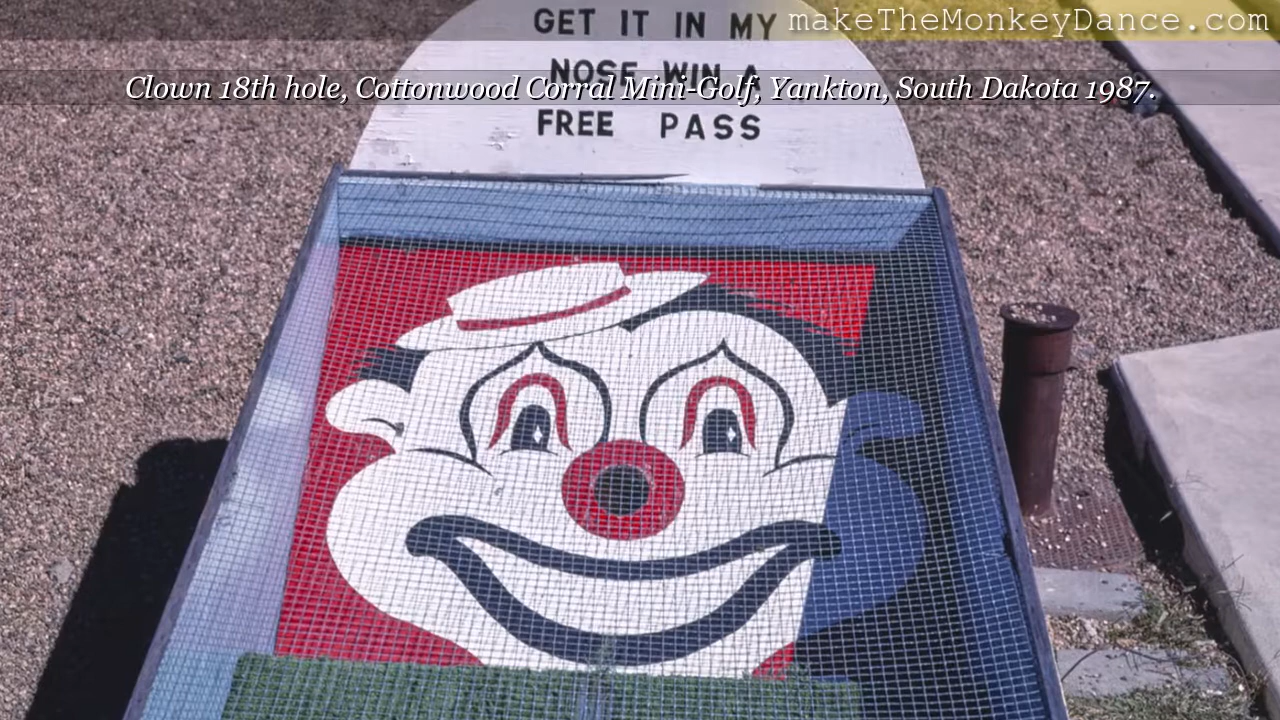 GET IT IN MY
makeTheMonkeyDance.com
NOSE WIN A
Clown 18th hole, Cottonwood Corral Mini-Golf, Yankton, South Dakota 1987.
FREE PASS